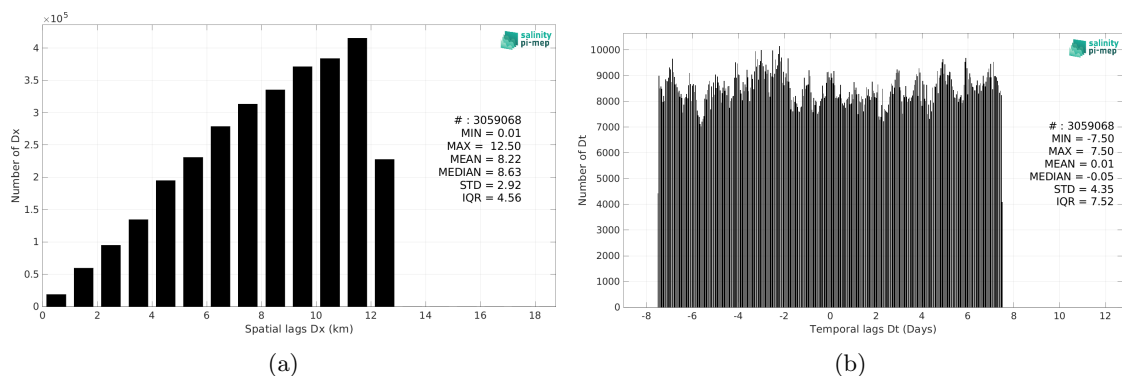 ×10⁵
4
3.5
3
2.5
2
1.5
1
0.5
0
0 2 4 6 8 10 12 14 16 18
Number of Dx
Spatial lags Dx (km)
salinity
pi-mep
# : 3059068
MIN = 0.01
MAX = 12.50
MEAN = 8.22
MEDIAN = 8.63
STD = 2.92
IQR = 4.56
(a)
10000
9000
8000
7000
6000
5000
4000
3000
2000
1000
0
-8 -6 -4 -2 0 2 4 6 8 10 12
Number of Dt
Temporal lags Dt (Days)
salinity
pi-mep
# : 3059068
MIN = -7.50
MAX = 7.50
MEAN = 0.01
MEDIAN = -0.05
STD = 4.35
IQR = 7.52
(b)